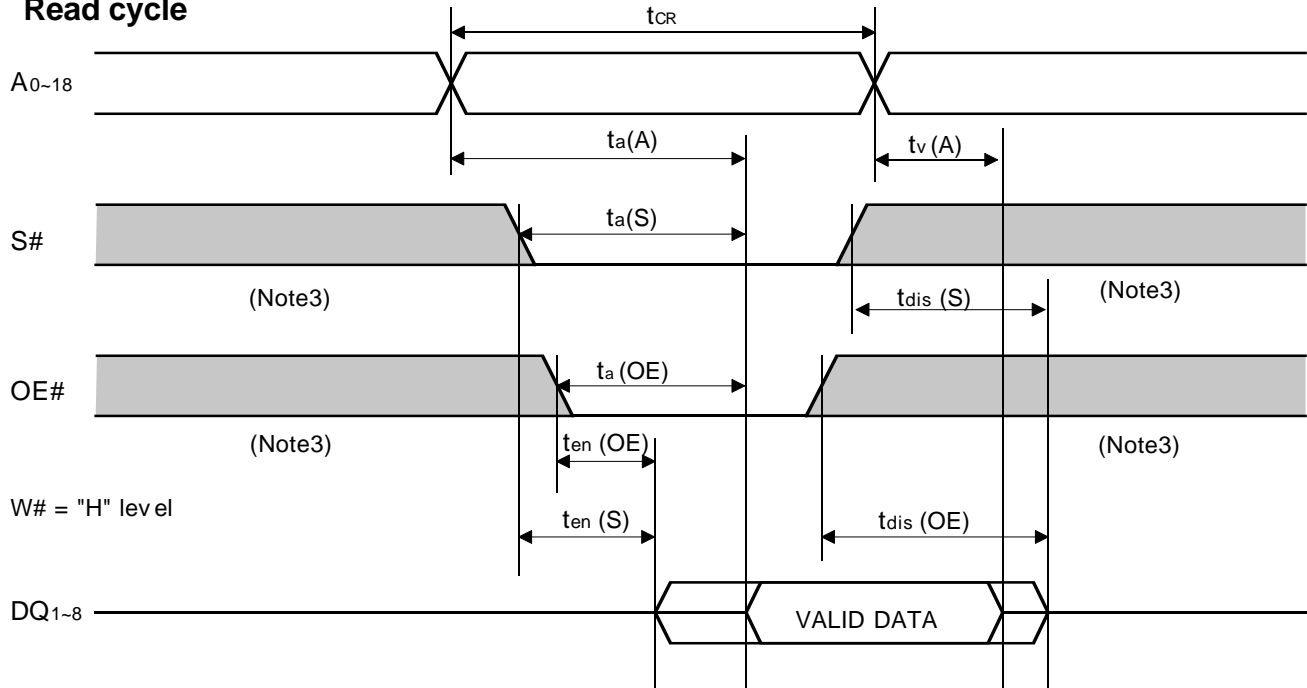 Read cycle
tCR
A0~18
ta(A)
tv (A)
ta(S)
S#
(Note3)
(Note3)
tdis (S)
ta (OE)
OE#
(Note3)
(Note3)
ten (OE)
W# = "H" level
ten (S)
tdis (OE)
DQ1~8
VALID DATA